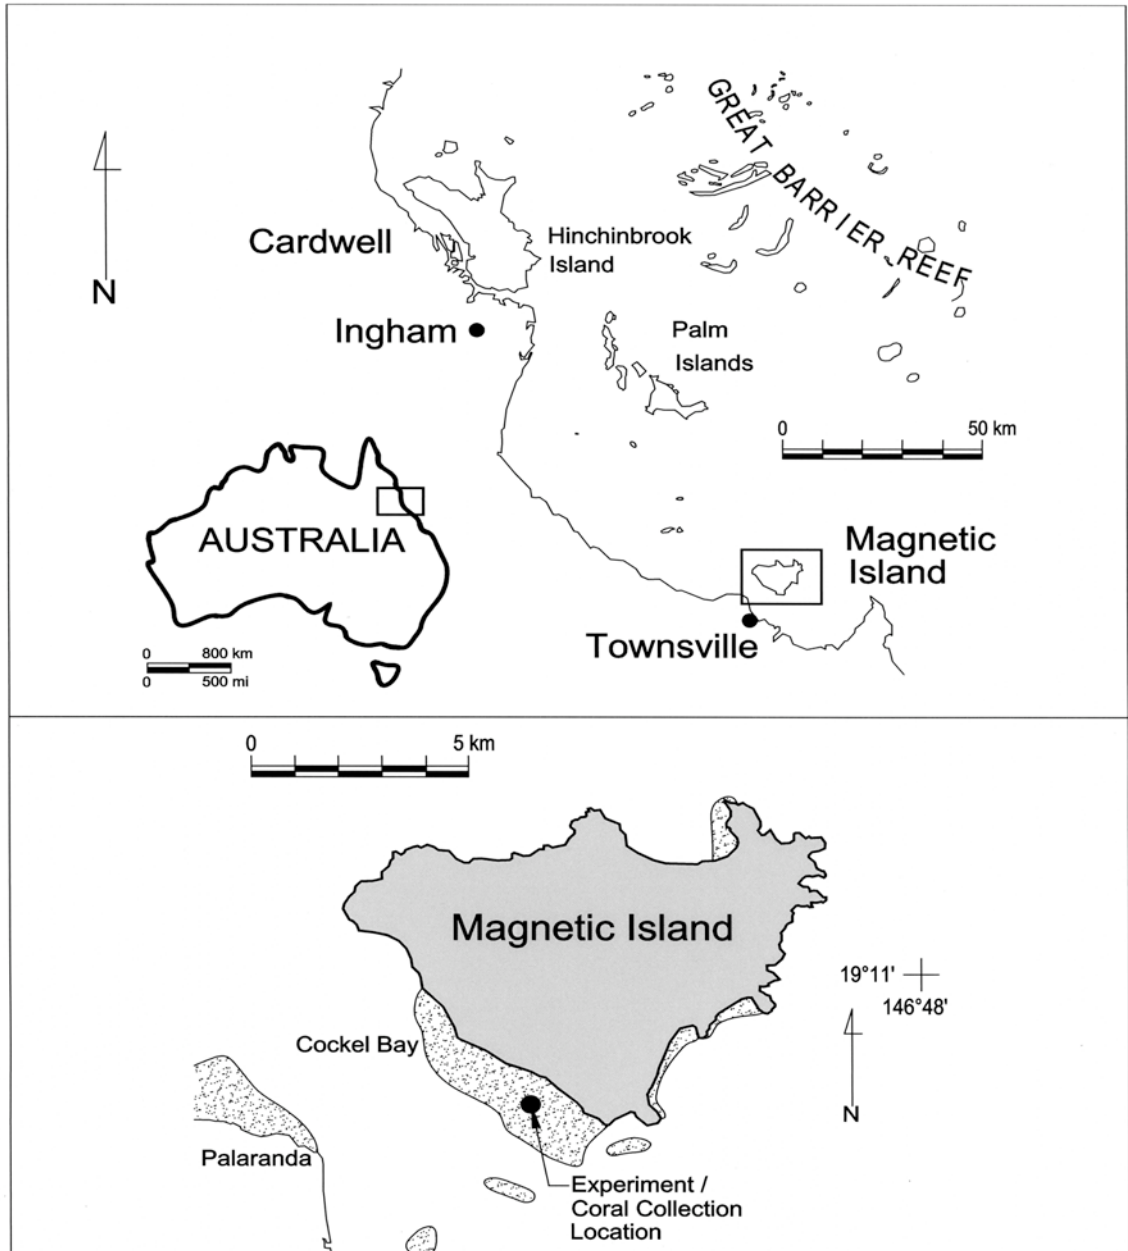 GREAT BARRIER REEF
N
Cardwell
Hinchinbrook
Island
Ingham
Palm
Islands
0 50 km
AUSTRALIA
Magnetic
Island
Townsville
0 800 km
0 500 mi
0 5 km
Magnetic Island
19°11'
146°48'
Cockel Bay
N
Palaranda
Experiment /
Coral Collection
Location